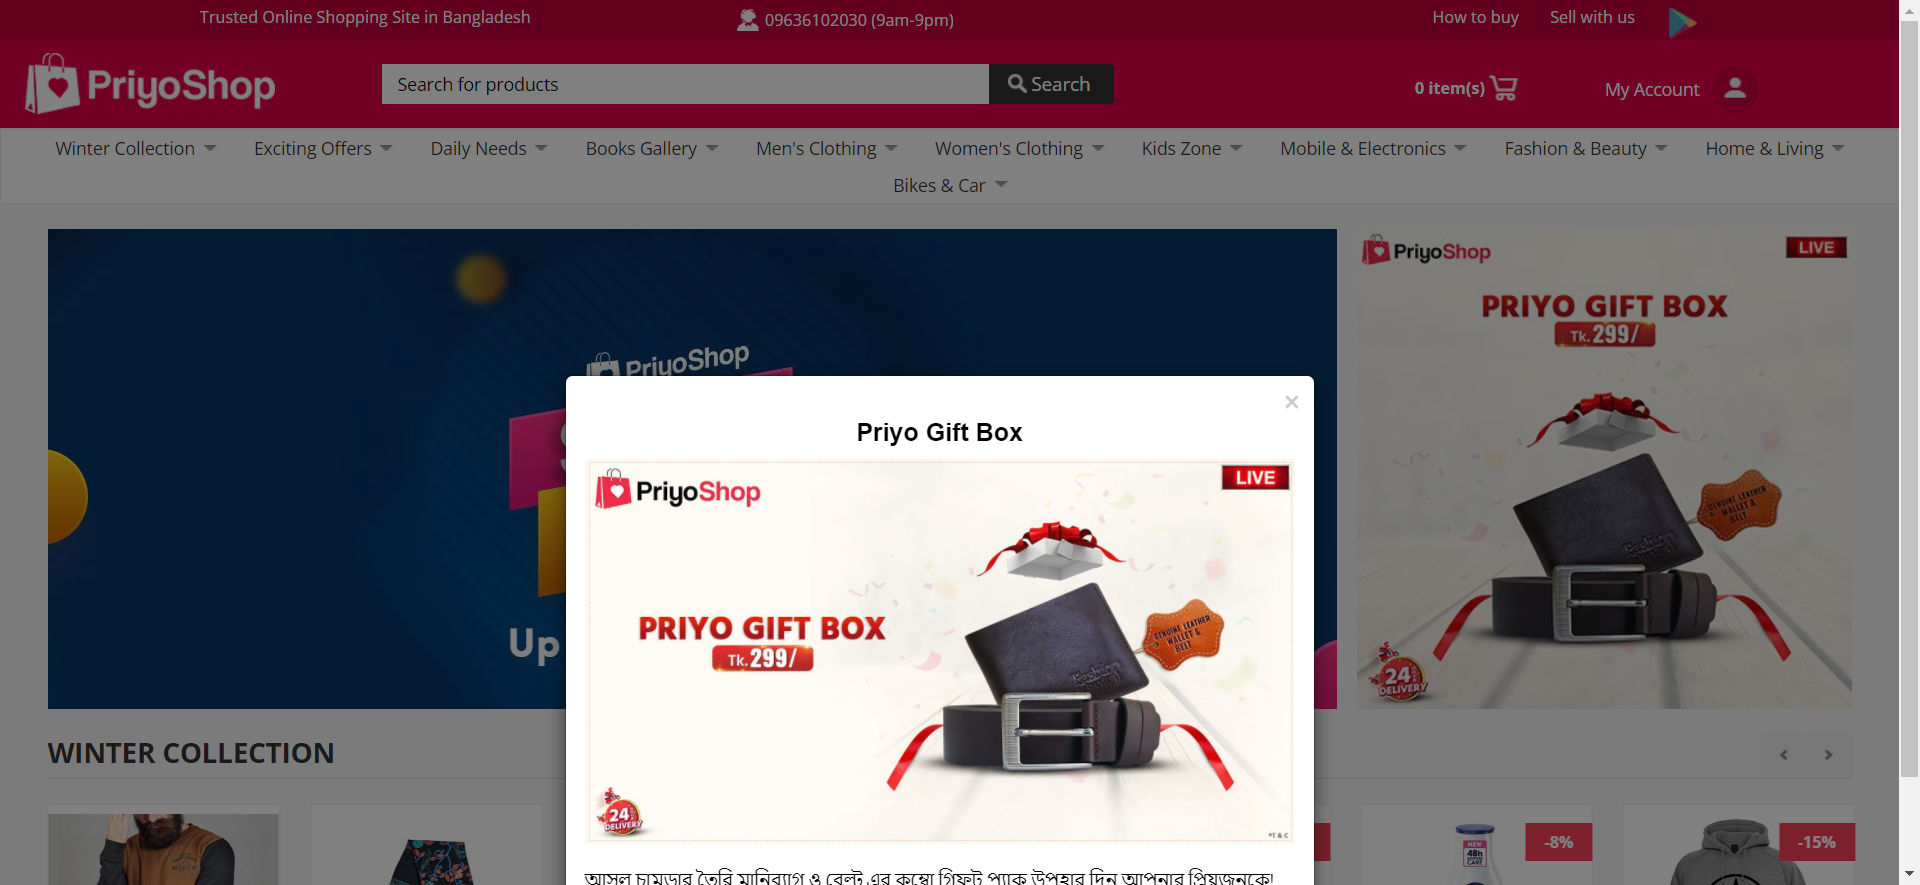 Trusted Online Shopping Site in Bangladesh
09636102030 (9am-9pm)
How to buy
Sell with us
PriyoShop
Search for products
Search
0 item(s)
My Account
Winter Collection
Exciting Offers
Daily Needs
Books Gallery
Men's Clothing
Women's Clothing
Kids Zone
Mobile & Electronics
Fashion & Beauty
Home & Living
Bikes & Car
PriyoShop
Up
PriyoShop
LIVE
PRIYO GIFT BOX
Tk.299/
GENUINE LEATHER
WALLET &
BELT
24
DELIVERY
×
Priyo Gift Box
PriyoShop
LIVE
PRIYO GIFT BOX
Tk.299/
GENUINE LEATHER
WALLET &
BELT
24
DELIVERY
*T & C
আসল চামড়ার তৈরি মানিব্যাগ ও বেল্ট এর কম্বো গিফট প্যাক উপহার দিন আপনার প্রিয়জনকে!
WINTER COLLECTION
-8%
NEW
48h
CARE
-15%